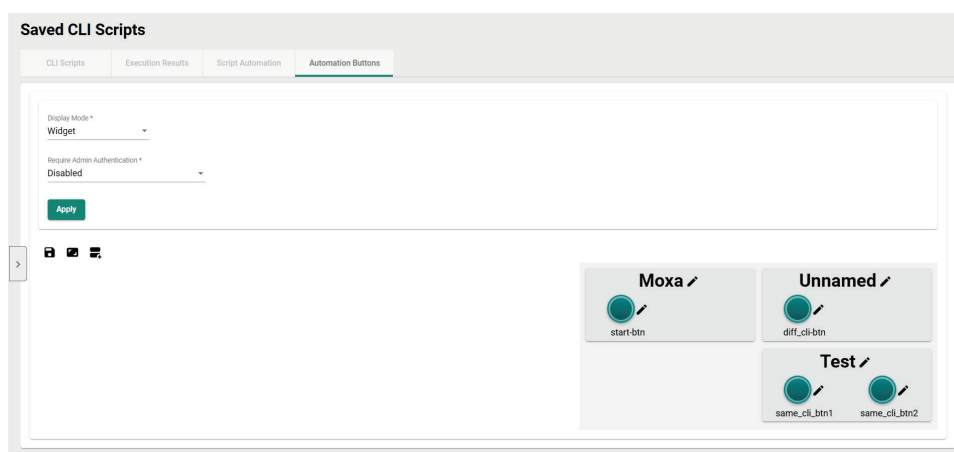 Saved CLI Scripts
CLI Scripts Execution Results Script Automation Automation Buttons
Display Mode *
Widget
Require Admin Authentication *
Disabled
Apply
Moxa Unnamed
start-btn diff_cli-btn
Test
same_cli_btn1 same_cli_btn2